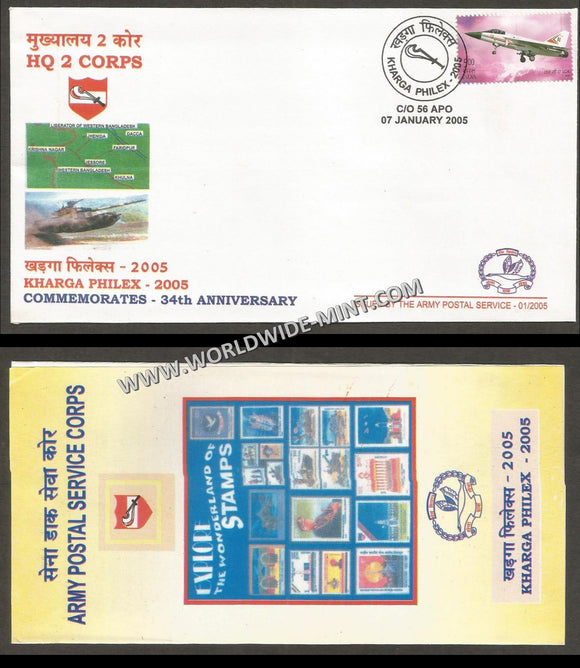 मुख्यालय 2 कोर
HQ 2 CORPS
LIBERATOR OF WESTERN BANGLADESH
JHENIDA
DACCA
KRISHNA NAGAR
FARIDPUR
JESSORE
WESTERN BANGLADESH
KHULNA
खड़गा फिलेक्स - 2005
KHARGA PHILEX - 2005
COMMEMORATES - 34th ANNIVERSARY
खड़गा फिलेक्स
KHARGA PHILEX - 2005
C/O 56 APO
07 JANUARY 2005
500
BY THE ARMY POSTAL SERVICE - 01/2005
©WWW.WORLDWIDE-MINT.COM
सेना डाक सेवा कोर
ARMY POSTAL SERVICE CORPS
EXPLORE
THE WONDERLAND OF
STAMPS
खड़गा फिलेक्स - 2005
KHARGA PHILEX - 2005